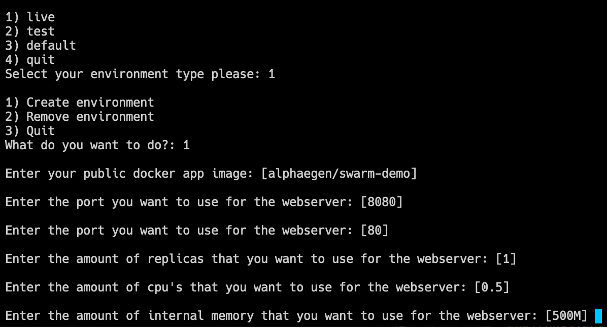 1) live
2) test
3) default
4) quit
Select your environment type please: 1
1) Create environment
2) Remove environment
3) Quit
What do you want to do?: 1
Enter your public docker app image: [alphaegen/swarm-demo]
Enter the port you want to use for the webserver: [8080]
Enter the port you want to use for the webserver: [80]
Enter the amount of replicas that you want to use for the webserver: [1]
Enter the amount of cpu's that you want to use for the webserver: [0.5]
Enter the amount of internal memory that you want to use for the webserver: [500M]